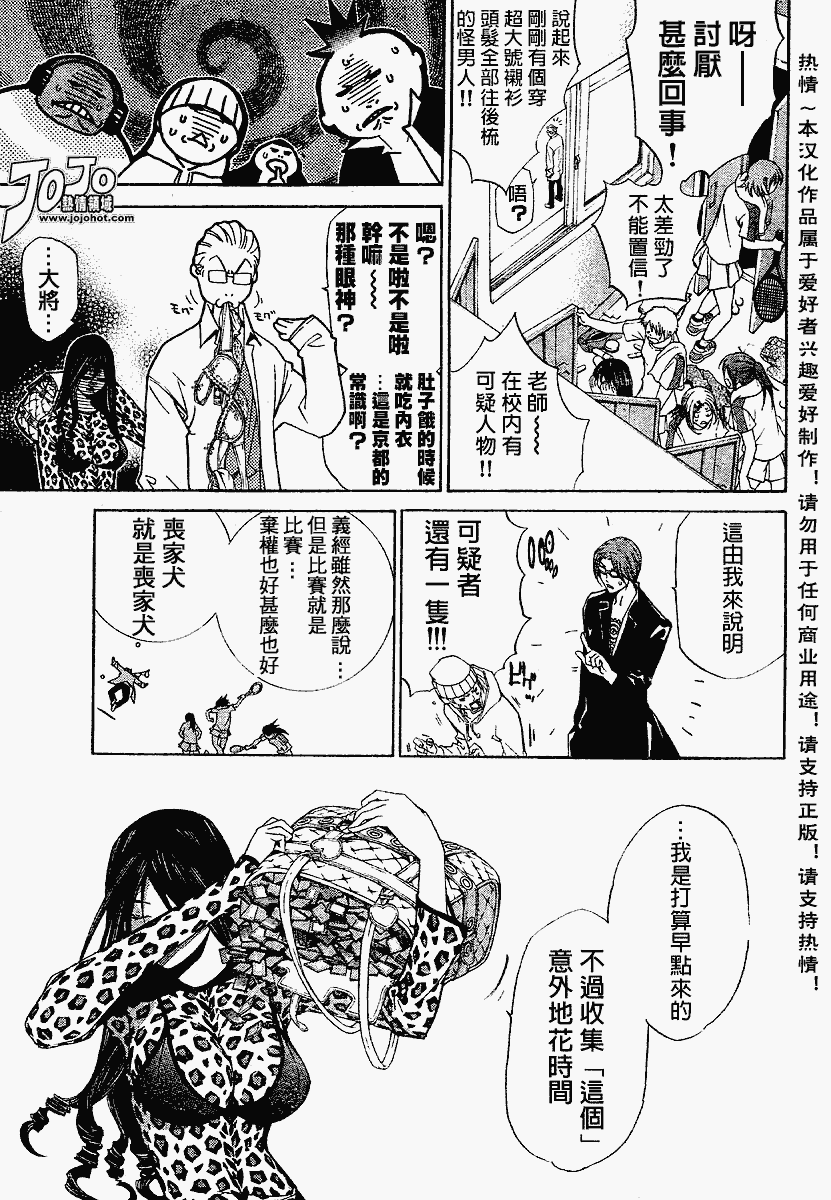 呀——
討厭
甚麼回事！
說起來
剛剛有個穿
超大號襯衫
頭髮全部往後梳
的怪男人!!
唔？
太差勁了
不能置信！
老師～～
在校內有
可疑人物!!
JOJO
熱情領域
www.jojohot.com
嗯？
不是啦不是啦
幹嘛～～
那種眼神？
肚子餓的時候
就吃內衣
…這是京都的
常識啊？
…大將…
這由我來說明
可疑者
還有一隻!!!
義經雖然那麼說…
但是比賽就是
比賽…
棄權也好甚麼也好
喪家犬
就是喪家犬。
…我是打算早點來的
不過收集「這個」
意外地花時間
热情～本汉化作品属于爱好者兴趣爱好制作！请勿用于任何商业用途！请支持正版！请支持热情！